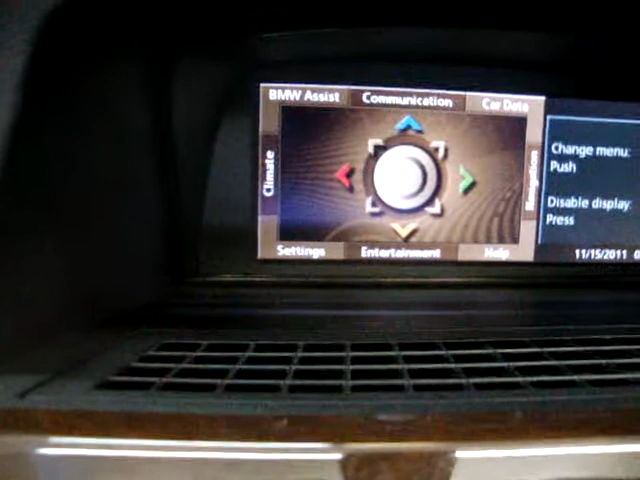 BMW Assist
Communication
Car Data
Climate
Navigation
Settings
Entertainment
Help
Change menu:
Push
Disable display:
Press
11/15/2011